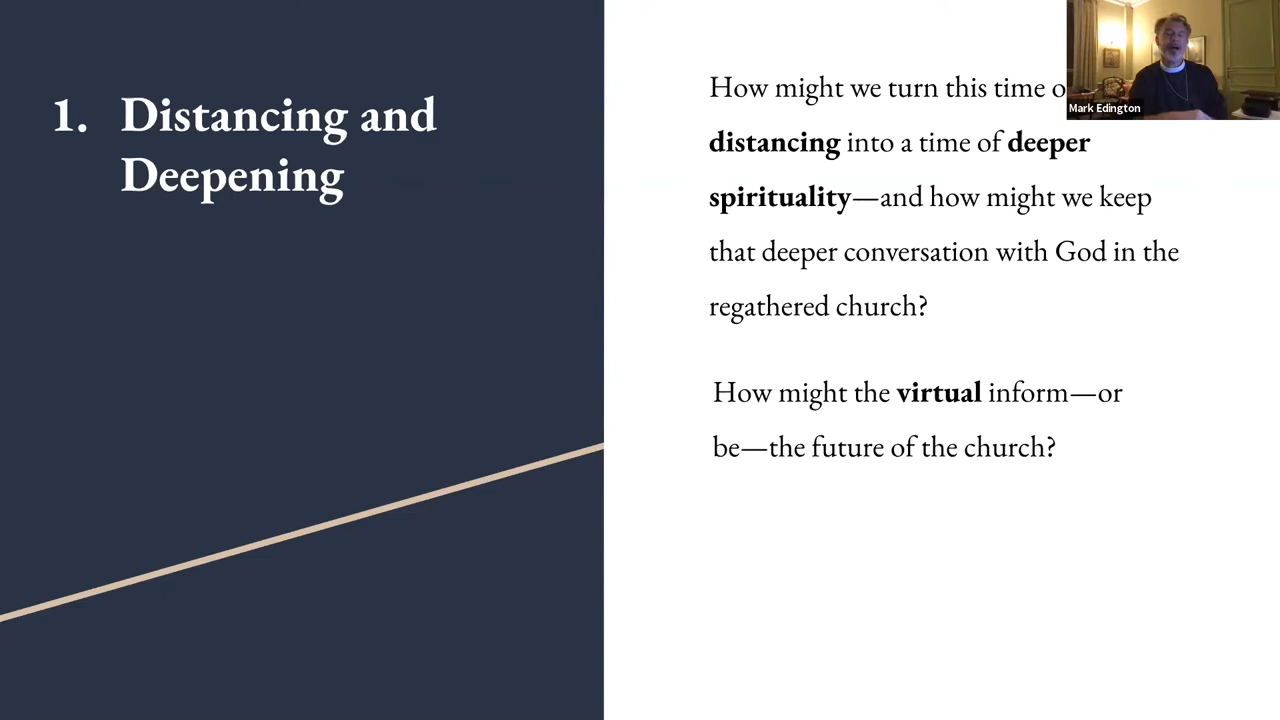 1. Distancing and
Deepening
How might we turn this time
distancing into a time of deeper
spirituality—and how might we keep
that deeper conversation with God in the
regathered church?
How might the virtual inform—or
be—the future of the church?
Mark Edington